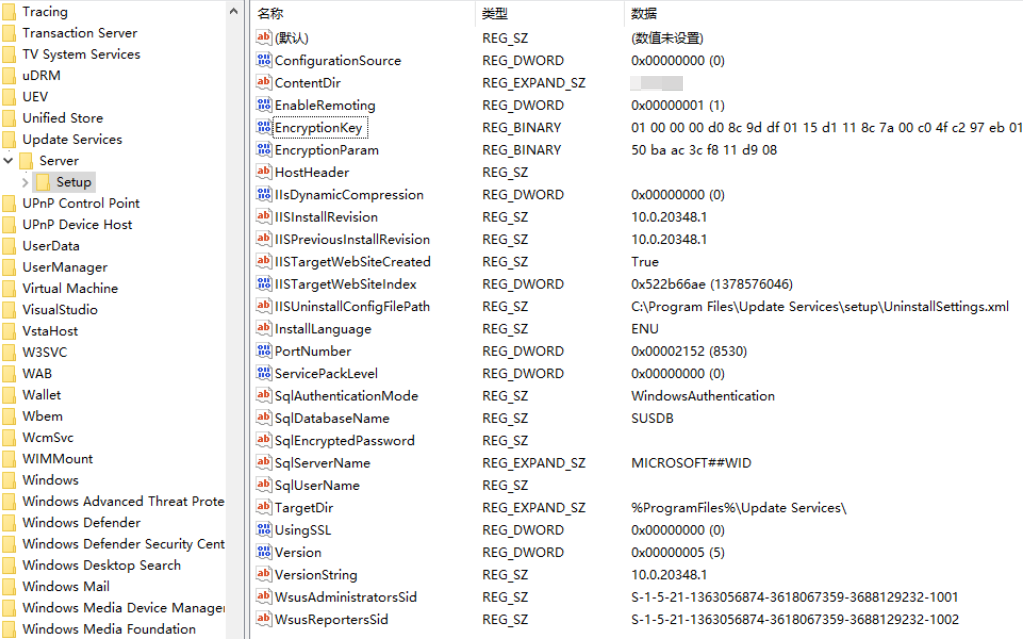 Tracing
Transaction Server
TV System Services
uDRM
UEV
Unified Store
Update Services
Server
Setup
UPnP Control Point
UPnP Device Host
UserData
UserManager
Virtual Machine
VisualStudio
VstaHost
W3SVC
WAB
Wallet
Wbem
WcmSvc
WIMMount
Windows
Windows Advanced Threat Prote
Windows Defender
Windows Defender Security Cent
Windows Desktop Search
Windows Mail
Windows Media Device Manager
Windows Media Foundation
名称 类型 数据
(默认) REG_SZ (数值未设置)
ConfigurationSource REG_DWORD 0x00000000 (0)
ContentDir REG_EXPAND_SZ
EnableRemoting REG_DWORD 0x00000001 (1)
EncryptionKey REG_BINARY 01 00 00 00 d0 8c 9d df 01 15 d1 11 8c 7a 00 c0 4f c2 97 eb 01
EncryptionParam REG_BINARY 50 ba ac 3c f8 11 d9 08
HostHeader REG_SZ
IIsDynamicCompression REG_DWORD 0x00000000 (0)
IISInstallRevision REG_SZ 10.0.20348.1
IISPreviousInstallRevision REG_SZ 10.0.20348.1
IISTargetWebSiteCreated REG_SZ True
IISTargetWebSiteIndex REG_DWORD 0x522b66ae (1378576046)
IISUninstallConfigFilePath REG_SZ C:\Program Files\Update Services\setup\UninstallSettings.xml
InstallLanguage REG_SZ ENU
PortNumber REG_DWORD 0x00002152 (8530)
ServicePackLevel REG_DWORD 0x00000000 (0)
SqlAuthenticationMode REG_SZ WindowsAuthentication
SqlDatabaseName REG_SZ SUSDB
SqlEncryptedPassword REG_SZ
SqlServerName REG_EXPAND_SZ MICROSOFT##WID
SqlUserName REG_SZ
TargetDir REG_EXPAND_SZ %ProgramFiles%\Update Services\
UsingSSL REG_DWORD 0x00000000 (0)
Version REG_DWORD 0x00000005 (5)
VersionString REG_SZ 10.0.20348.1
WsusAdministratorsSid REG_SZ S-1-5-21-1363056874-3618067359-3688129232-1001
WsusReportersSid REG_SZ S-1-5-21-1363056874-3618067359-3688129232-1002